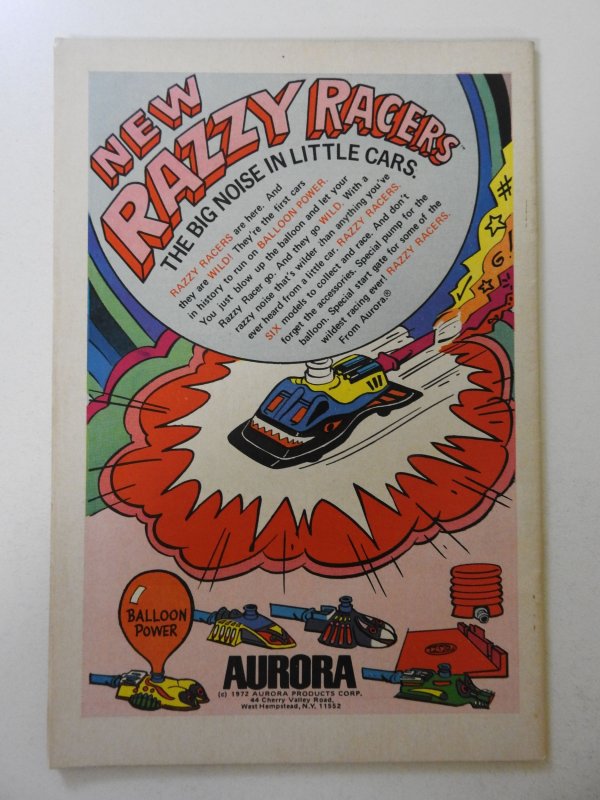 NEW
RAZZY RACERS™
THE BIG NOISE IN LITTLE CARS.
RAZZY RACERS are here. And
they are WILD! They're the first cars
in history to run on BALLOON POWER.
You just blow up the balloon and let your
Razzy Racer go. And they go WILD. With a
razzy noise that's wilder than anything you've
ever heard from a little car. RAZZY RACERS.
SIX models to collect and race. And don't
forget the accessories. Special pump for the
balloon. Special start gate for some of the
wildest racing ever! RAZZY RACERS.
From Aurora.®
#
G!
BALLOON
POWER
AURORA
(c) 1972 AURORA PRODUCTS CORP.
44 Cherry Valley Road,
West Hempstead, N.Y. 11552